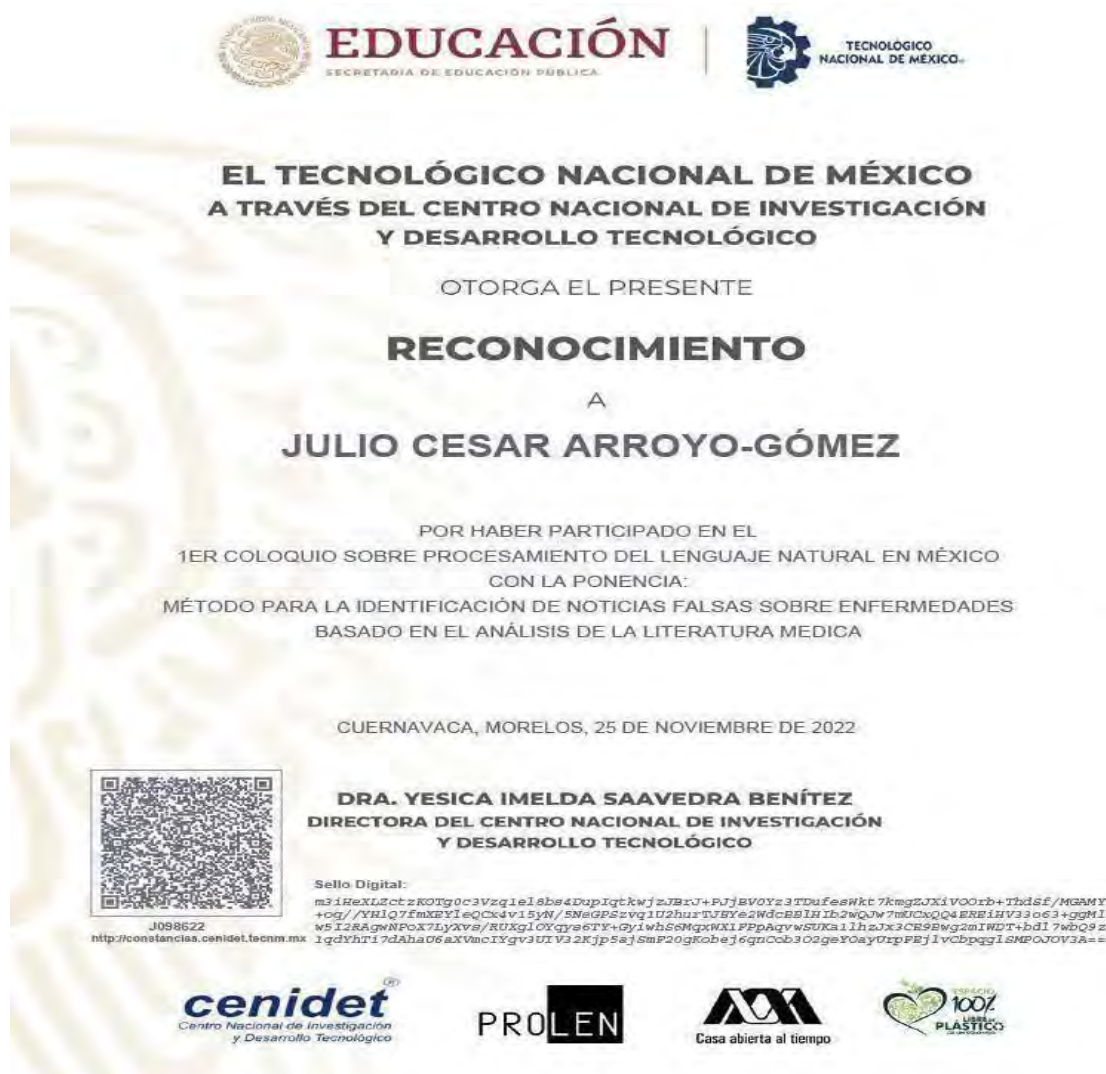 EDUCACIÓN
SECRETARÍA DE EDUCACIÓN PÚBLICA
TECNOLÓGICO
NACIONAL DE MÉXICO
EL TECNOLÓGICO NACIONAL DE MÉXICO
A TRAVÉS DEL CENTRO NACIONAL DE INVESTIGACIÓN
Y DESARROLLO TECNOLÓGICO
OTORGA EL PRESENTE
RECONOCIMIENTO
A
JULIO CESAR ARROYO-GÓMEZ
POR HABER PARTICIPADO EN EL
1ER COLOQUIO SOBRE PROCESAMIENTO DEL LENGUAJE NATURAL EN MÉXICO
CON LA PONENCIA:
MÉTODO PARA LA IDENTIFICACIÓN DE NOTICIAS FALSAS SOBRE ENFERMEDADES
BASADO EN EL ANÁLISIS DE LA LITERATURA MEDICA
CUERNAVACA, MORELOS, 25 DE NOVIEMBRE DE 2022
DRA. YESICA IMELDA SAAVEDRA BENÍTEZ
DIRECTORA DEL CENTRO NACIONAL DE INVESTIGACIÓN
Y DESARROLLO TECNOLÓGICO
Sello Digital:
J098622
http://constancias.cenidet.tecnm.mx
cenidet®
Centro Nacional de Investigación
y Desarrollo Tecnológico
PROLEN
Casa abierta al tiempo
ESPACIO
100%
LIBRE DE
PLÁSTICO